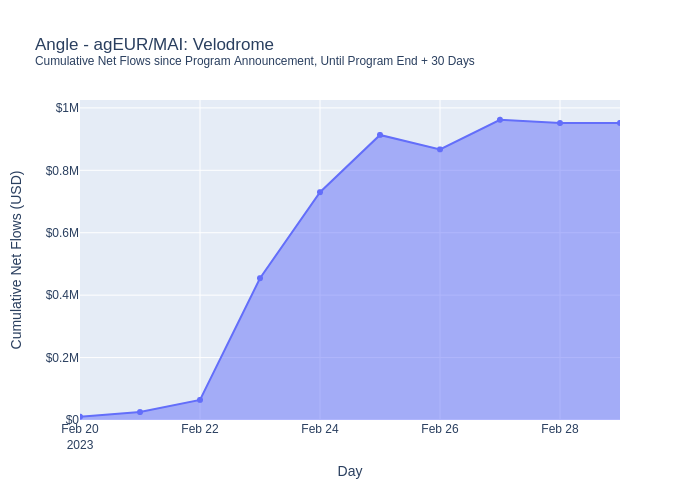 Angle - agEUR/MAI: Velodrome
Cumulative Net Flows since Program Announcement, Until Program End + 30 Days
Cumulative Net Flows (USD)
$1M
$0.8M
$0.6M
$0.4M
$0.2M
$0
Feb 20
2023
Feb 22
Feb 24
Feb 26
Feb 28
Day